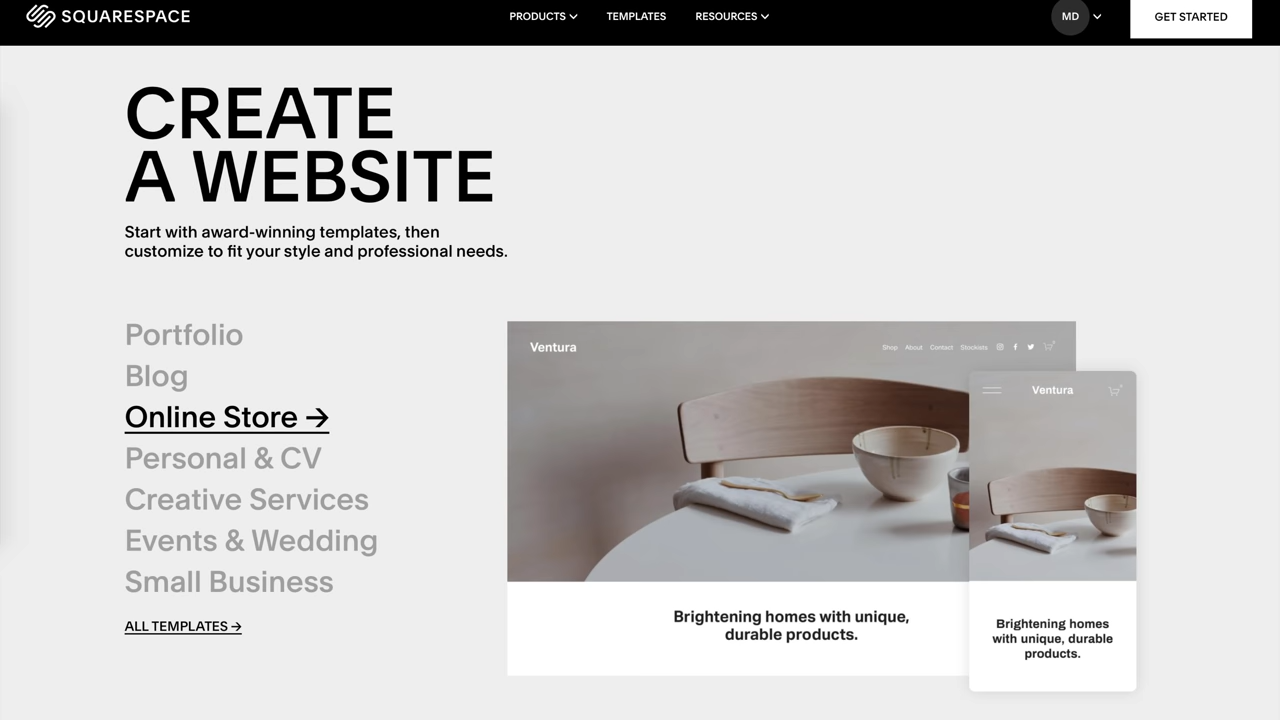 SQUARESPACE
PRODUCTS
TEMPLATES
RESOURCES
MD
GET STARTED
CREATE
A WEBSITE
Start with award-winning templates, then
customize to fit your style and professional needs.
Portfolio
Blog
Online Store →
Personal & CV
Creative Services
Events & Wedding
Small Business
ALL TEMPLATES →
Ventura
Shop About Contact Stockists
Brightening homes with unique,
durable products.
Ventura
Brightening homes
with unique, durable
products.